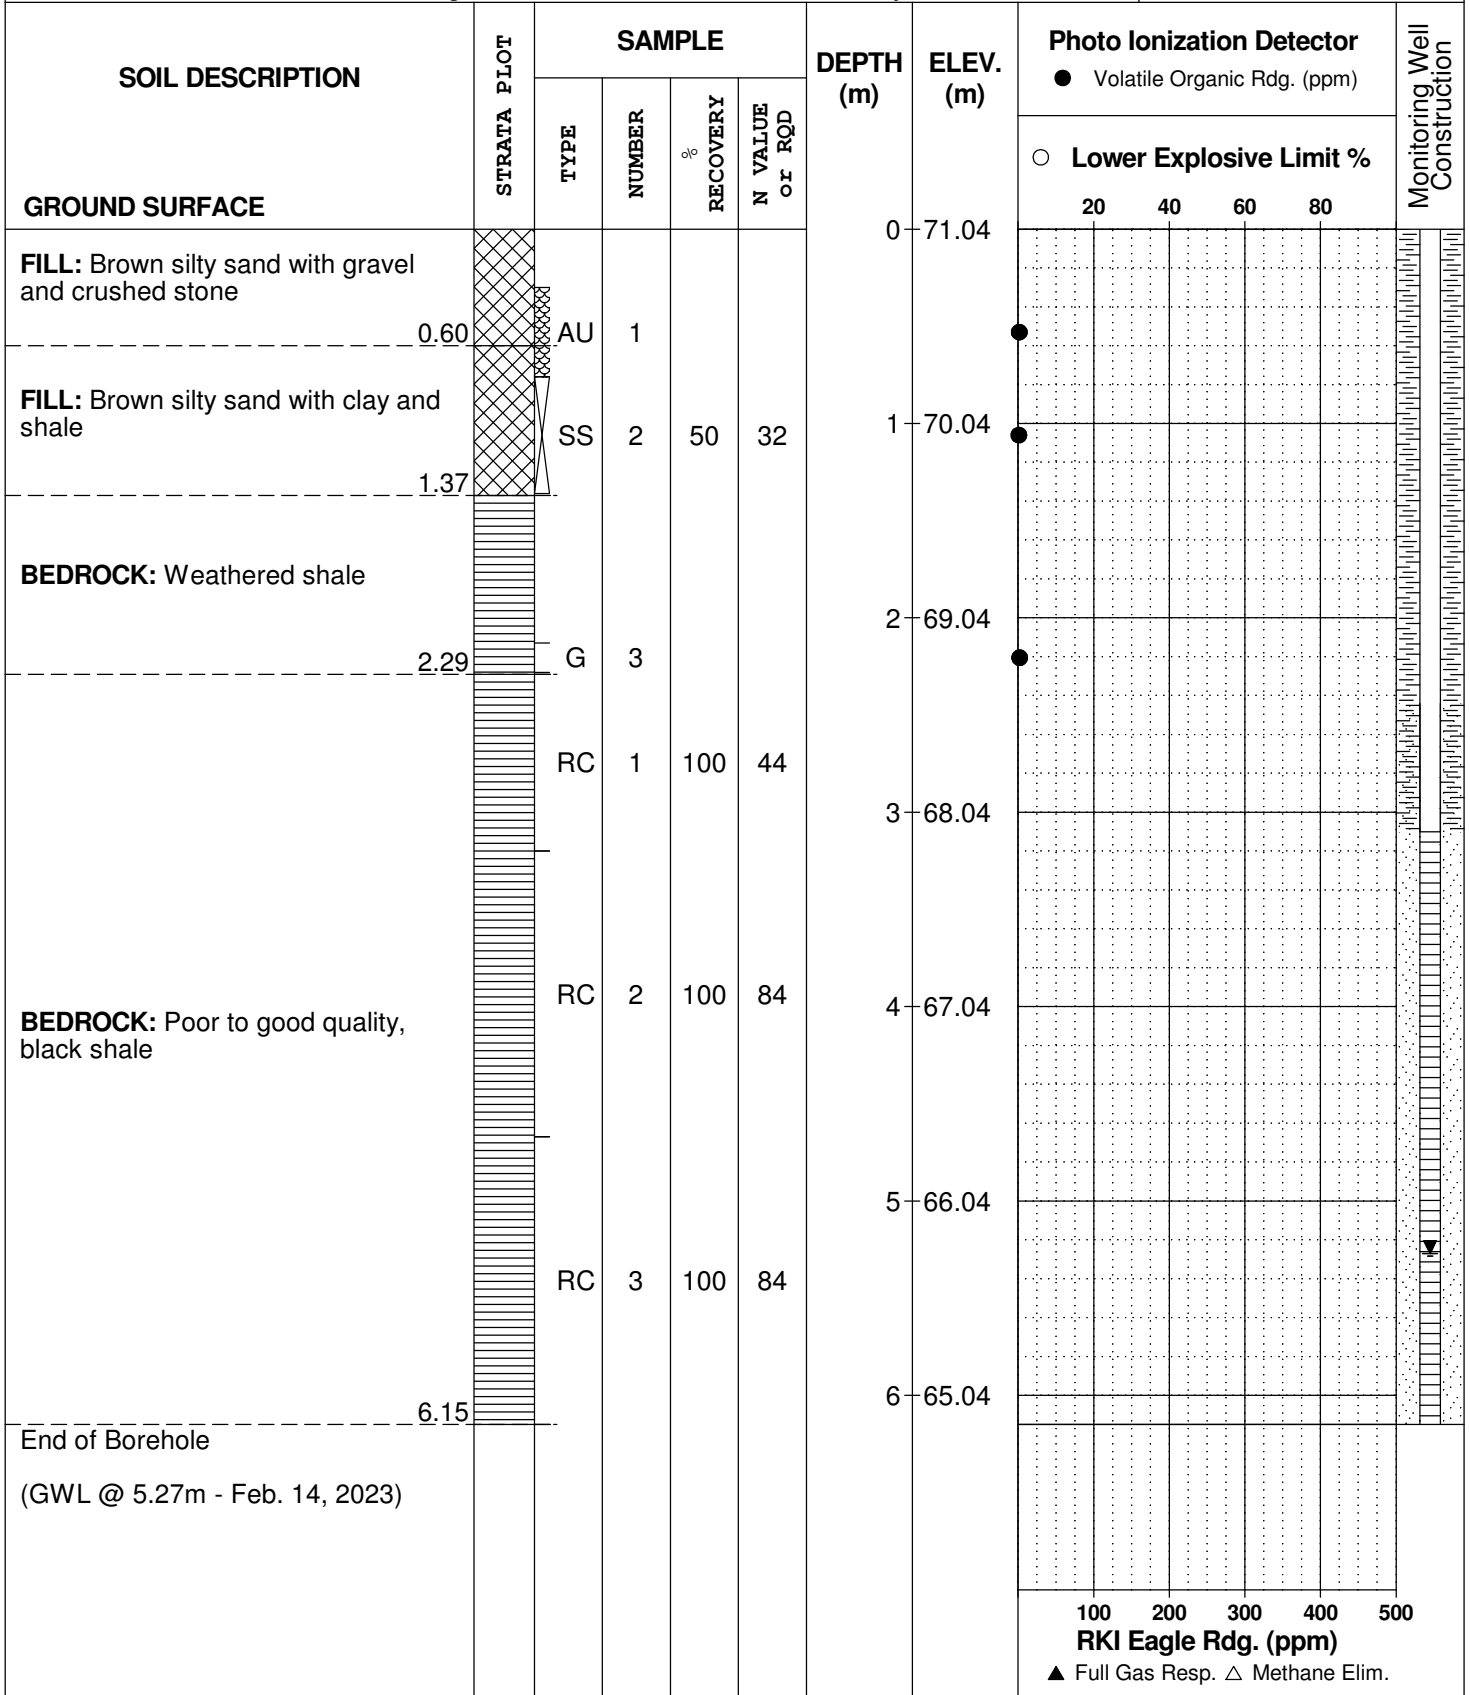 SOIL DESCRIPTION
GROUND SURFACE
STRATA PLOT
SAMPLE
TYPE
NUMBER
%
RECOVERY
N VALUE
or RQD
DEPTH
(m)
ELEV.
(m)
Photo Ionization Detector
● Volatile Organic Rdg. (ppm)
○ Lower Explosive Limit %
20 40 60 80
Monitoring Well
Construction
0 71.04
FILL: Brown silty sand with gravel
and crushed stone
0.60
AU 1
FILL: Brown silty sand with clay and
shale
1 70.04
SS 2 50 32
1.37
BEDROCK: Weathered shale
2 69.04
2.29
G 3
RC 1 100 44
3 68.04
RC 2 100 84
4 67.04
BEDROCK: Poor to good quality,
black shale
5 66.04
RC 3 100 84
6 65.04
6.15
End of Borehole
(GWL @ 5.27m - Feb. 14, 2023)
100 200 300 400 500
RKI Eagle Rdg. (ppm)
▲ Full Gas Resp. △ Methane Elim.